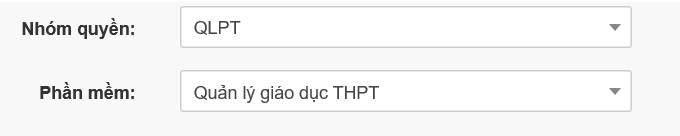 Nhóm quyền: QLPT
Phần mềm: Quản lý giáo dục THPT